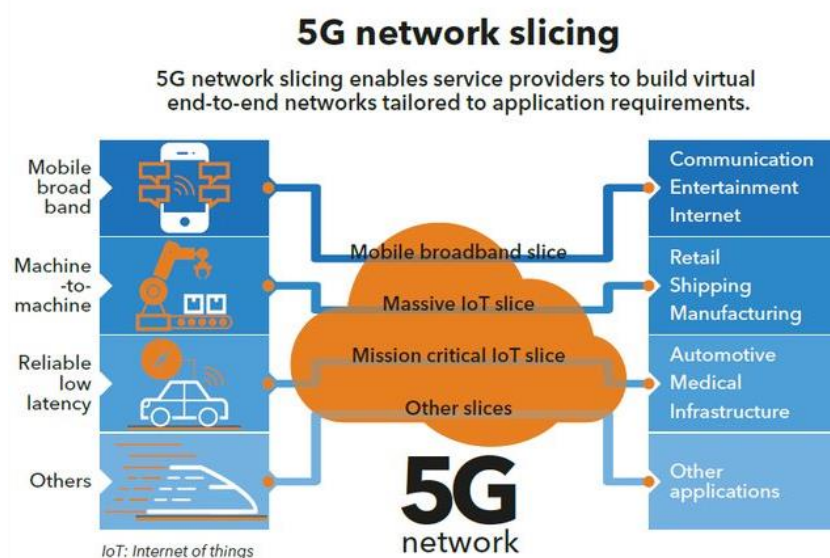 5G network slicing
5G network slicing enables service providers to build virtual
end-to-end networks tailored to application requirements.
Mobile
broad
band
Mobile broadband slice
Communication
Entertainment
Internet
Machine
-to-
machine
Massive IoT slice
Retail
Shipping
Manufacturing
Reliable
low
latency
Mission critical IoT slice
Automotive
Medical
Infrastructure
Others
Other slices
Other
applications
5G
network
IoT: Internet of things